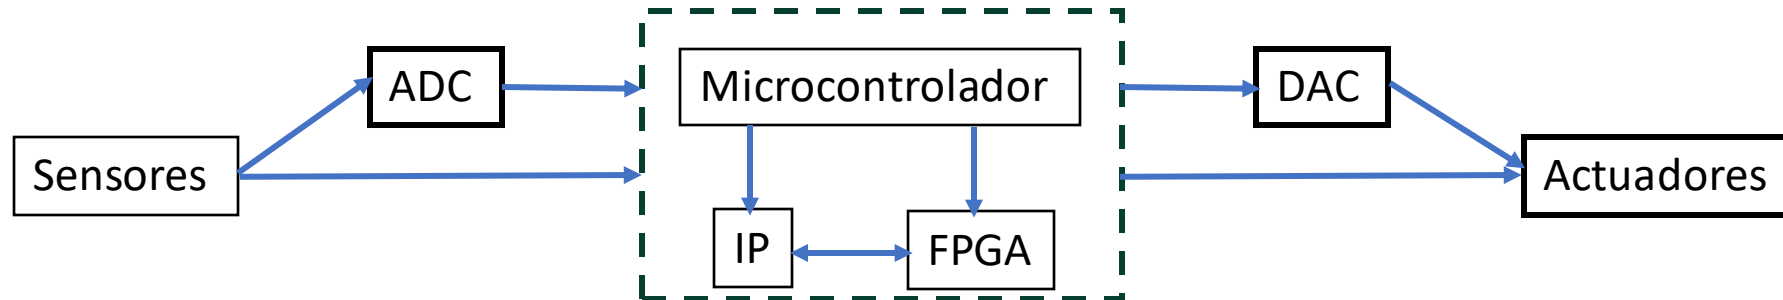 Sensores
ADC
Microcontrolador
IP
FPGA
DAC
Actuadores